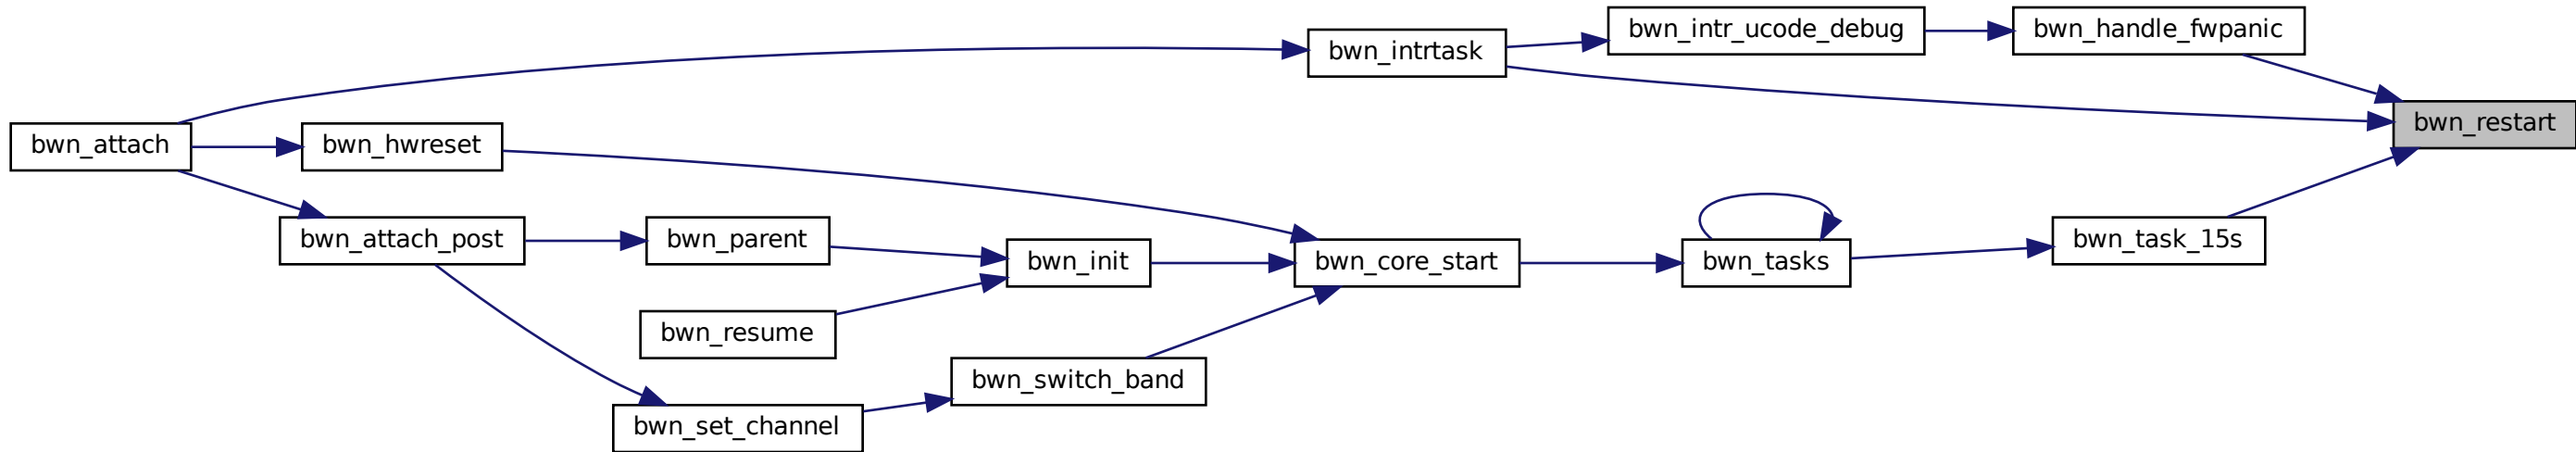 bwn_intr_ucode_debug
bwn_handle_fwpanic
bwn_intrtask
bwn_restart
bwn_attach
bwn_hwreset
bwn_attach_post
bwn_parent
bwn_init
bwn_core_start
bwn_tasks
bwn_task_15s
bwn_resume
bwn_switch_band
bwn_set_channel